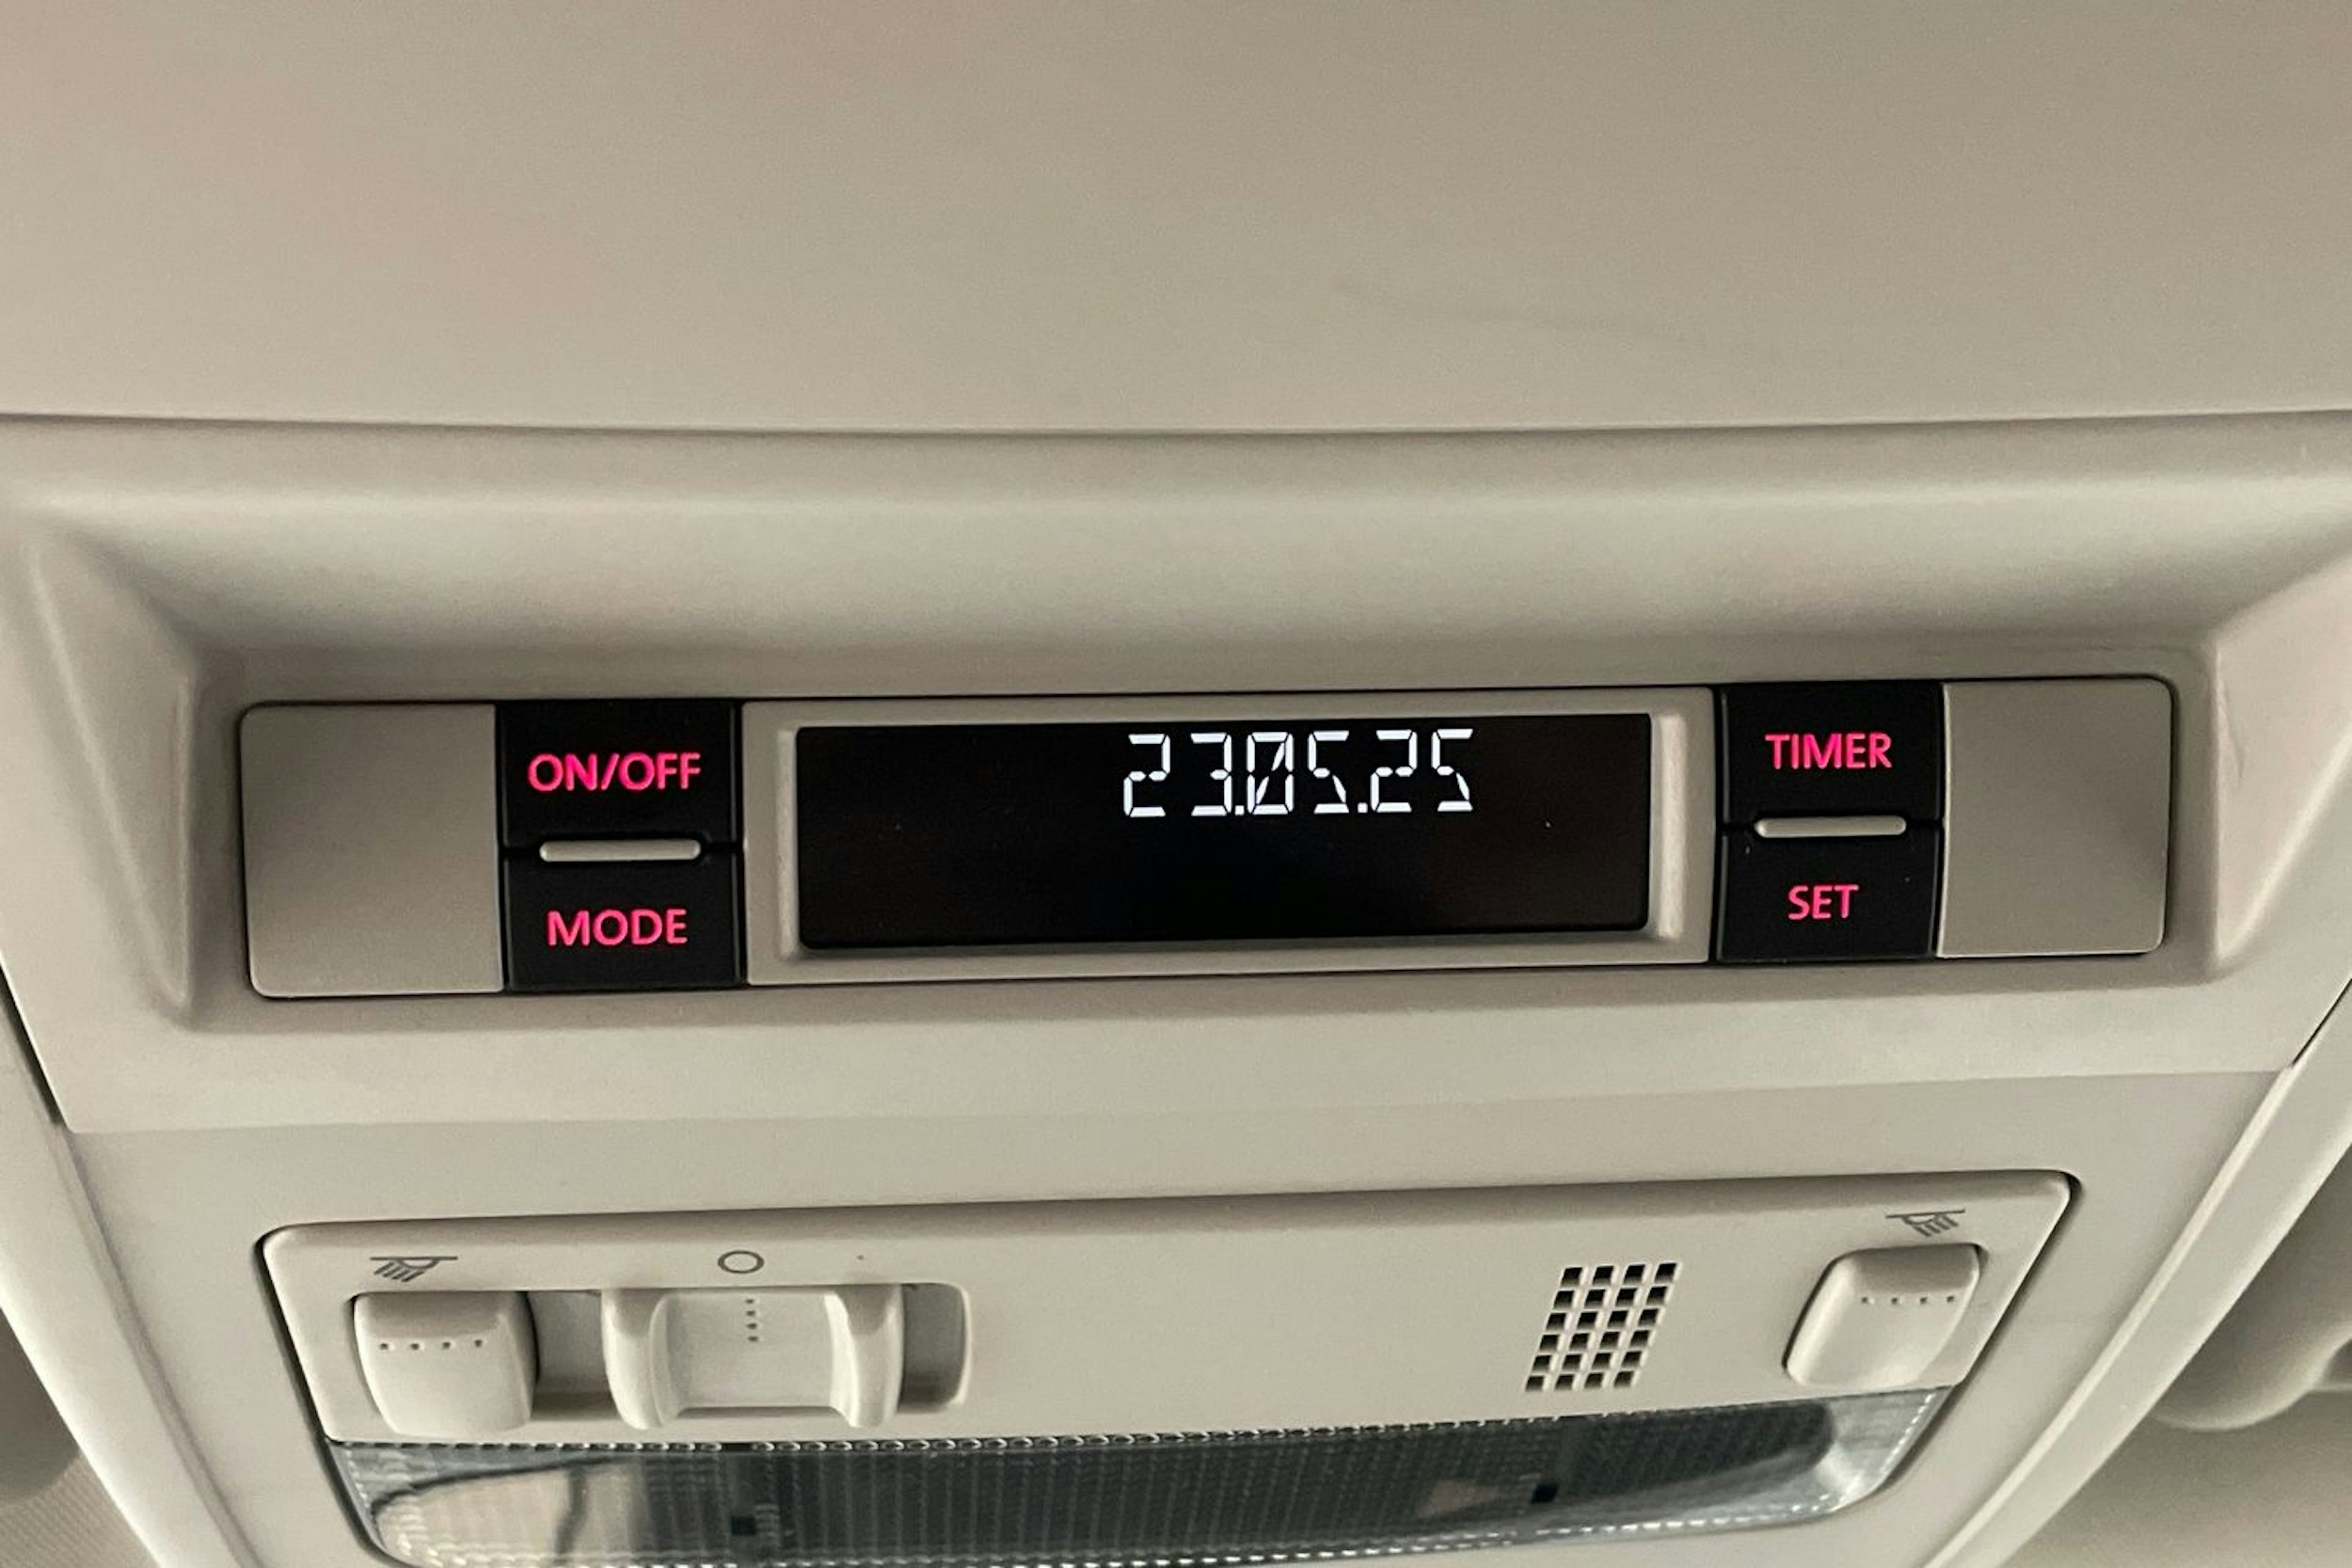 ON/OFF
MODE
23.05.25
TIMER
SET